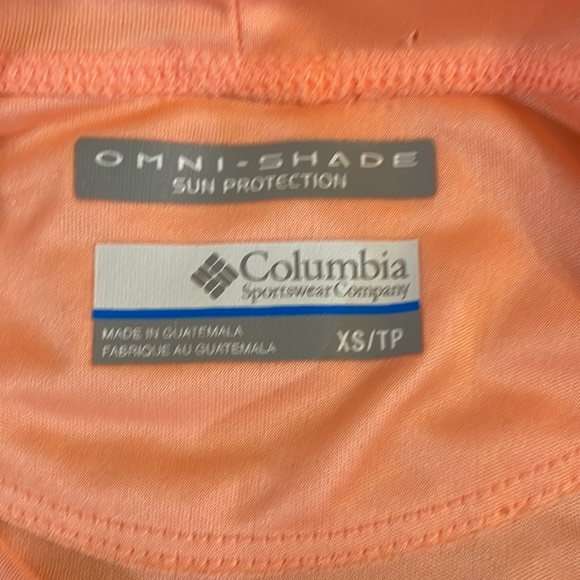 OMNI-SHADE
SUN PROTECTION
Columbia
Sportswear Company
MADE IN GUATEMALA
FABRIQUE AU GUATEMALA
XS/TP